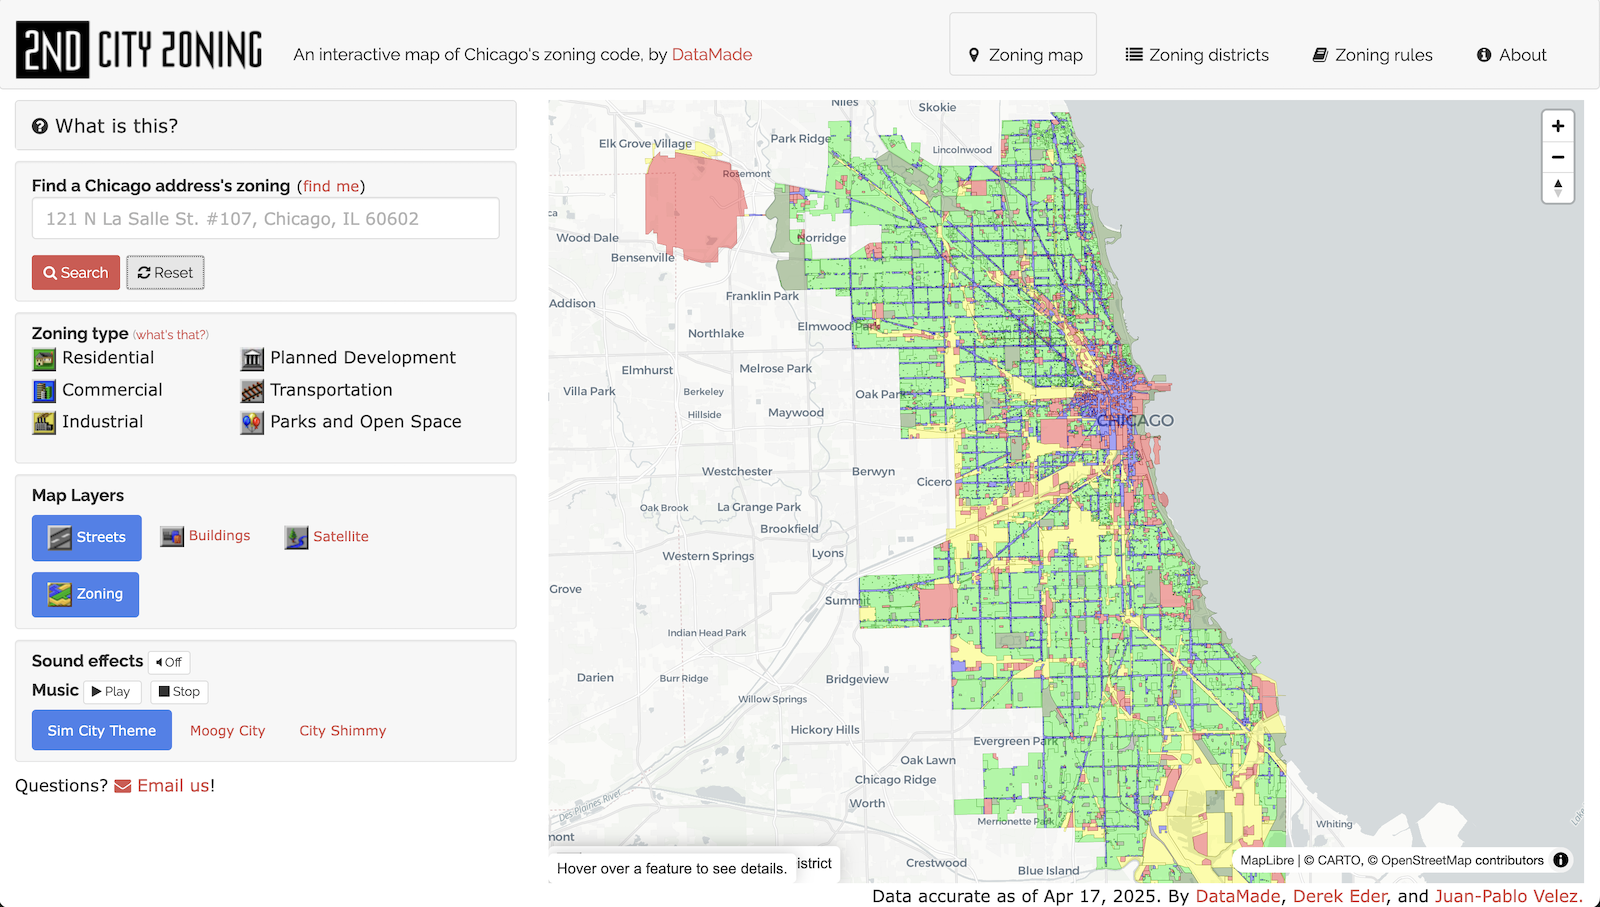 2ND CITY ZONING
An interactive map of Chicago's zoning code, by DataMade
Zoning map
Zoning districts
Zoning rules
About
What is this?
Find a Chicago address's zoning (find me)
121 N La Salle St. #107, Chicago, IL 60602
Search
Reset
Zoning type (what's that?)
Residential
Planned Development
Commercial
Transportation
Industrial
Parks and Open Space
Map Layers
Streets
Buildings
Satellite
Zoning
Sound effects Off
Music Play Stop
Sim City Theme
Moogy City
City Shimmy
Questions? Email us!
Niles
Skokie
Park Ridge
Elk Grove Village
Lincolnwood
Rosemont
Wood Dale
Norridge
Bensenville
Franklin Park
Addison
Elmwood Park
Northlake
Elmhurst
Melrose Park
Villa Park
Berkeley
Oak Park
Hillside
Maywood
CHICAGO
Westchester
Berwyn
Cicero
Oak Brook
La Grange Park
Brookfield
Western Springs
Lyons
Grove
Summit
Indian Head Park
Darien
Burr Ridge
Bridgeview
Willow Springs
Hickory Hills
Evergreen Park
Oak Lawn
Chicago Ridge
Des Plaines River
Worth
Merrionette Park
Whiting
mont
Crestwood
Blue Island
+
−
Hover over a feature to see details.
istrict
MapLibre | © CARTO, © OpenStreetMap contributors
Data accurate as of Apr 17, 2025. By DataMade, Derek Eder, and Juan-Pablo Velez.